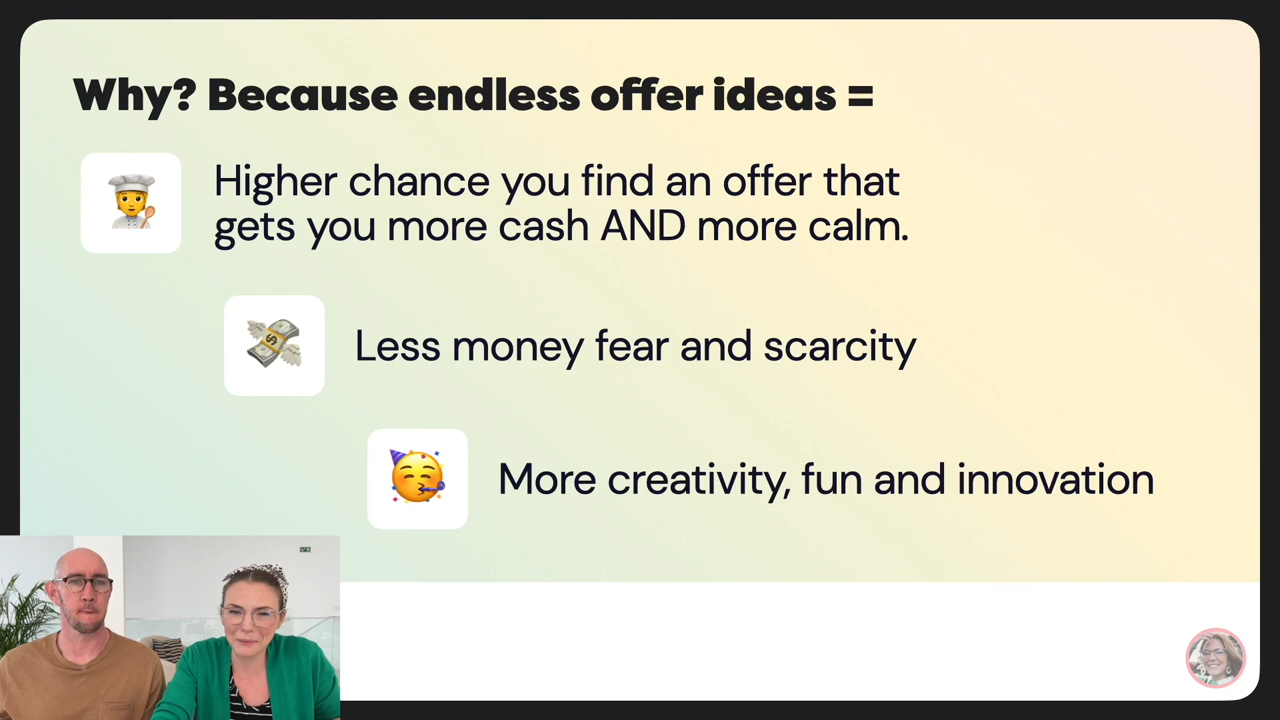 Why? Because endless offer ideas =
Higher chance you find an offer that
gets you more cash AND more calm.
Less money fear and scarcity
More creativity, fun and innovation